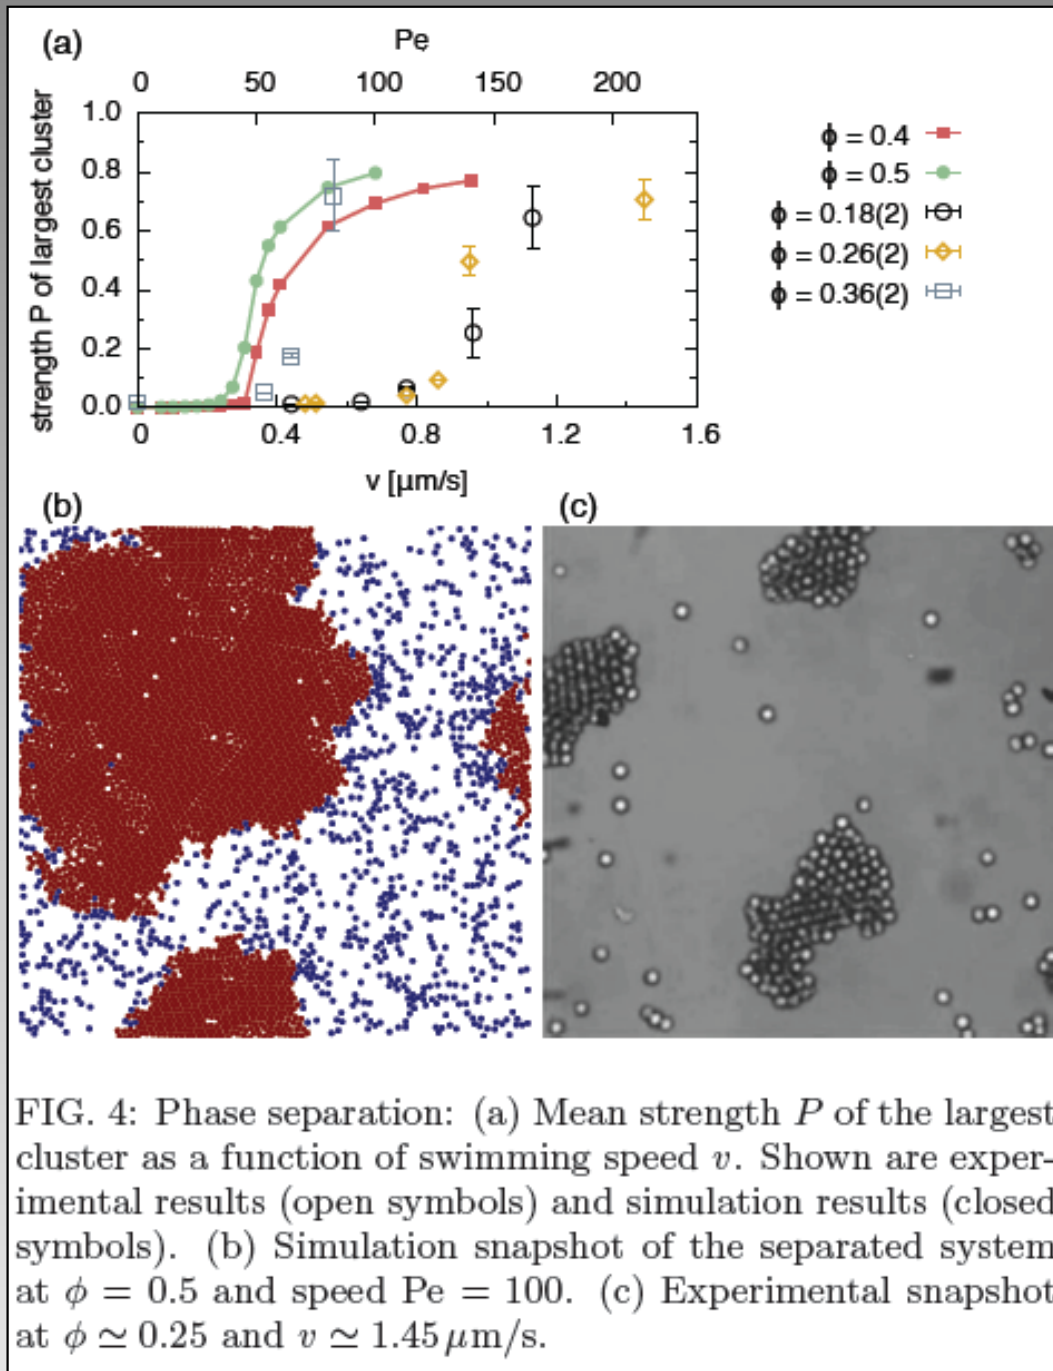 (a)
Pe
0 50 100 150 200
1.0
0.8
0.6
0.4
0.2
0.0
strength P of largest cluster
0 0.4 0.8 1.2 1.6
v [μm/s]
ϕ = 0.4
ϕ = 0.5
ϕ = 0.18(2)
ϕ = 0.26(2)
ϕ = 0.36(2)
(b)
(c)
FIG. 4: Phase separation: (a) Mean strength P of the largest
cluster as a function of swimming speed v. Shown are exper-
imental results (open symbols) and simulation results (closed
symbols). (b) Simulation snapshot of the separated system
at ϕ = 0.5 and speed Pe = 100. (c) Experimental snapshot
at ϕ ≃ 0.25 and v ≃ 1.45 μm/s.